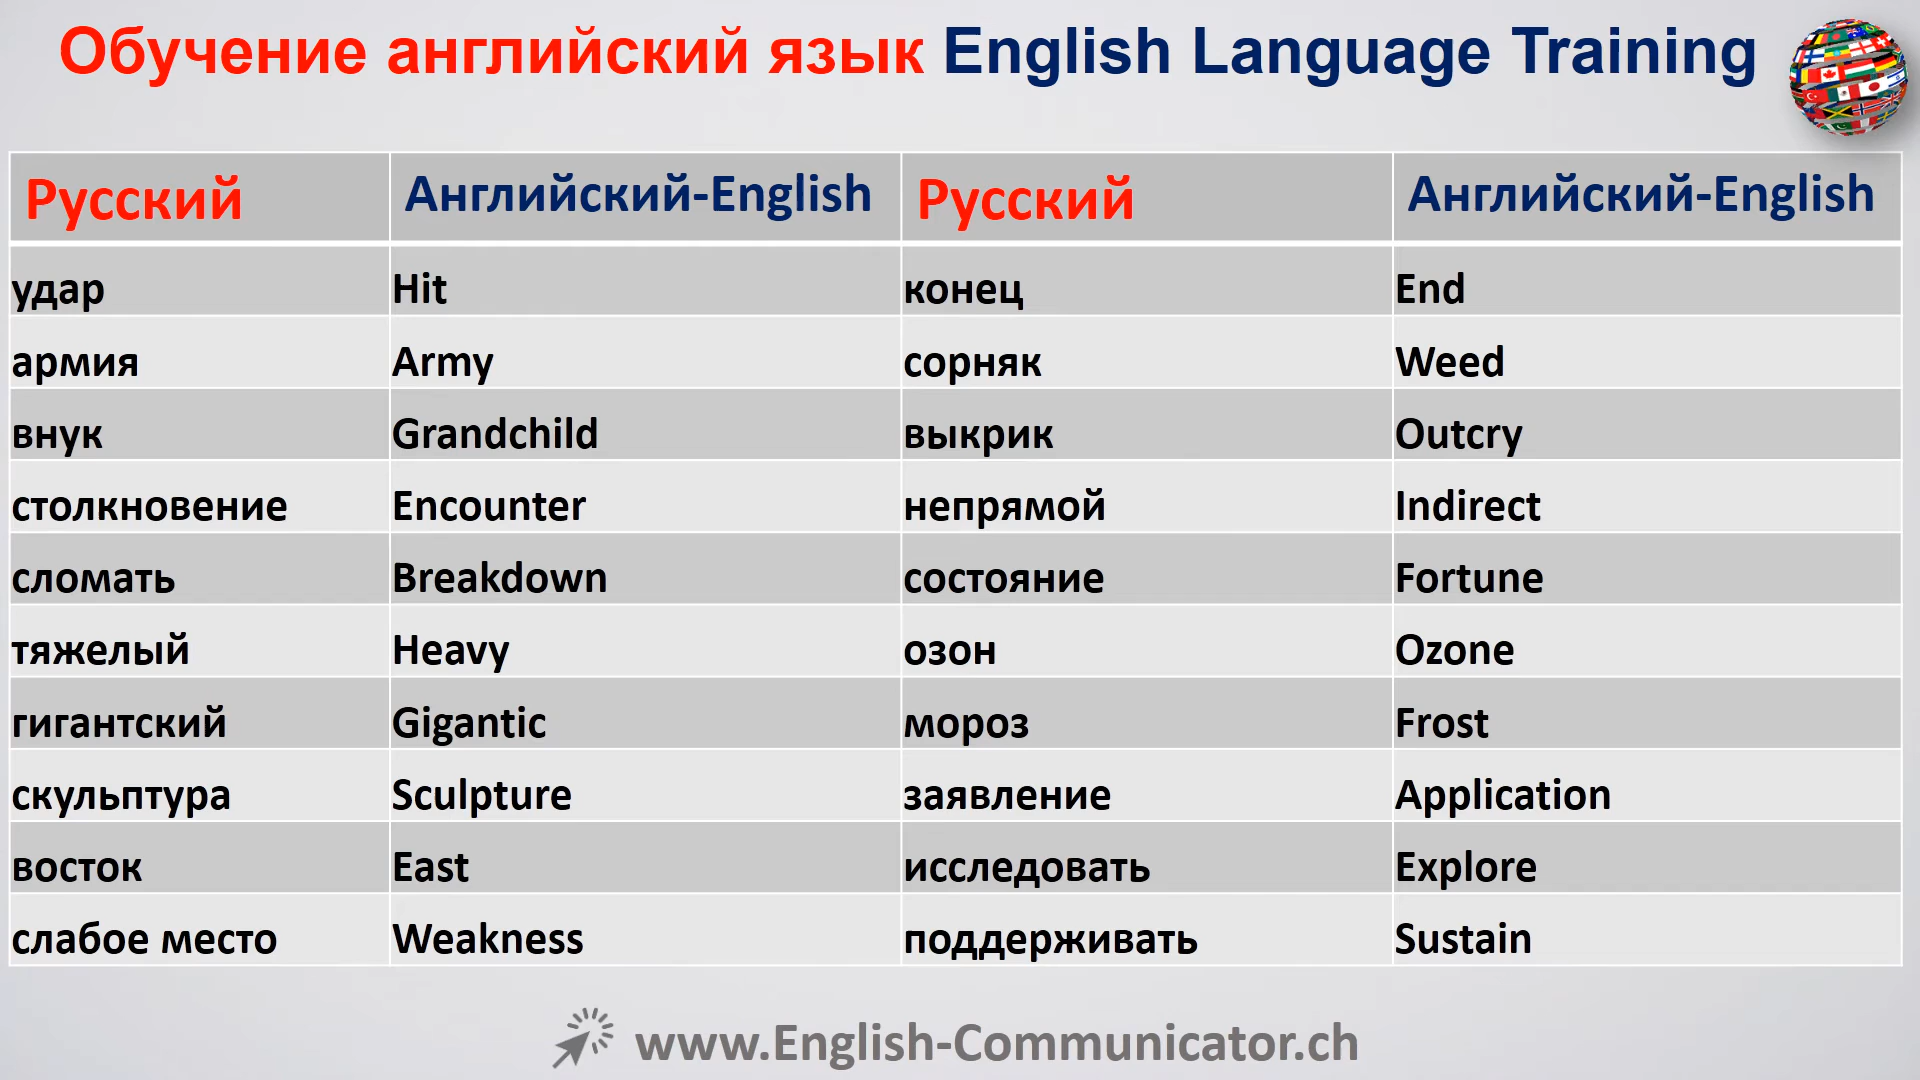 Обучение английский язык English Language Training
Русский Английский-English Русский Английский-English
удар Hit конец End
армия Army сорняк Weed
внук Grandchild выкрик Outcry
столкновение Encounter непрямой Indirect
сломать Breakdown состояние Fortune
тяжелый Heavy озон Ozone
гигантский Gigantic мороз Frost
скульптура Sculpture заявление Application
восток East исследовать Explore
слабое место Weakness поддерживать Sustain
www.English-Communicator.ch